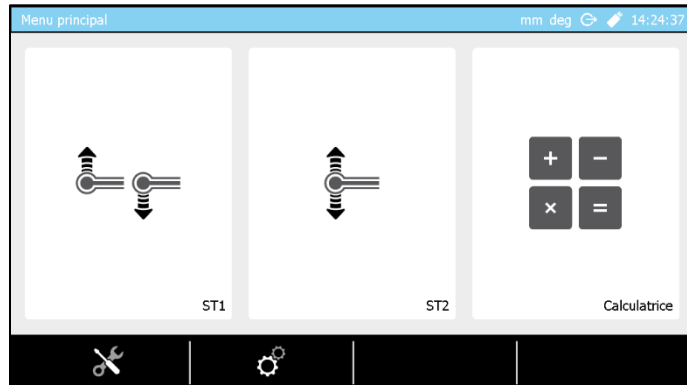 Menu principal
mm deg 14:24:37
ST1
ST2
+ −
× =
Calculatrice